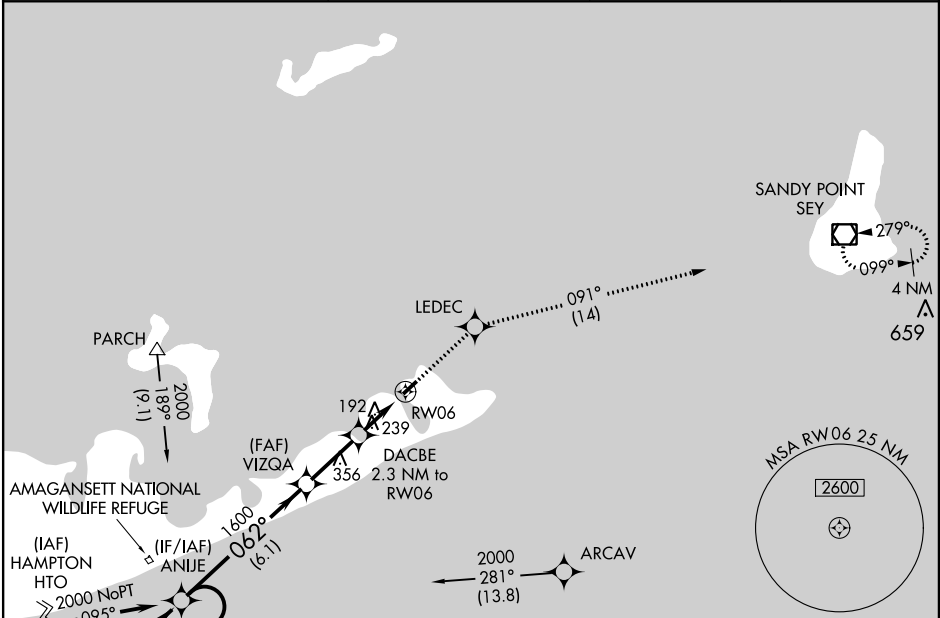 SANDY POINT
SEY
279°
099°
4 NM
659
LEDEC
091°
(14)
PARCH
2000
189°
(9.1)
192
RW06
239
(FAF)
VIZQA
356
DACBE
2.3 NM to
RW06
MSA RW06 25 NM
2600
AMAGANSETT NATIONAL
WILDLIFE REFUGE
1600
062°
(6.1)
(IAF)
HAMPTON
HTO
(IF/IAF)
ANIJE
2000 NoPT
095°
2000
281°
(13.8)
ARCAV